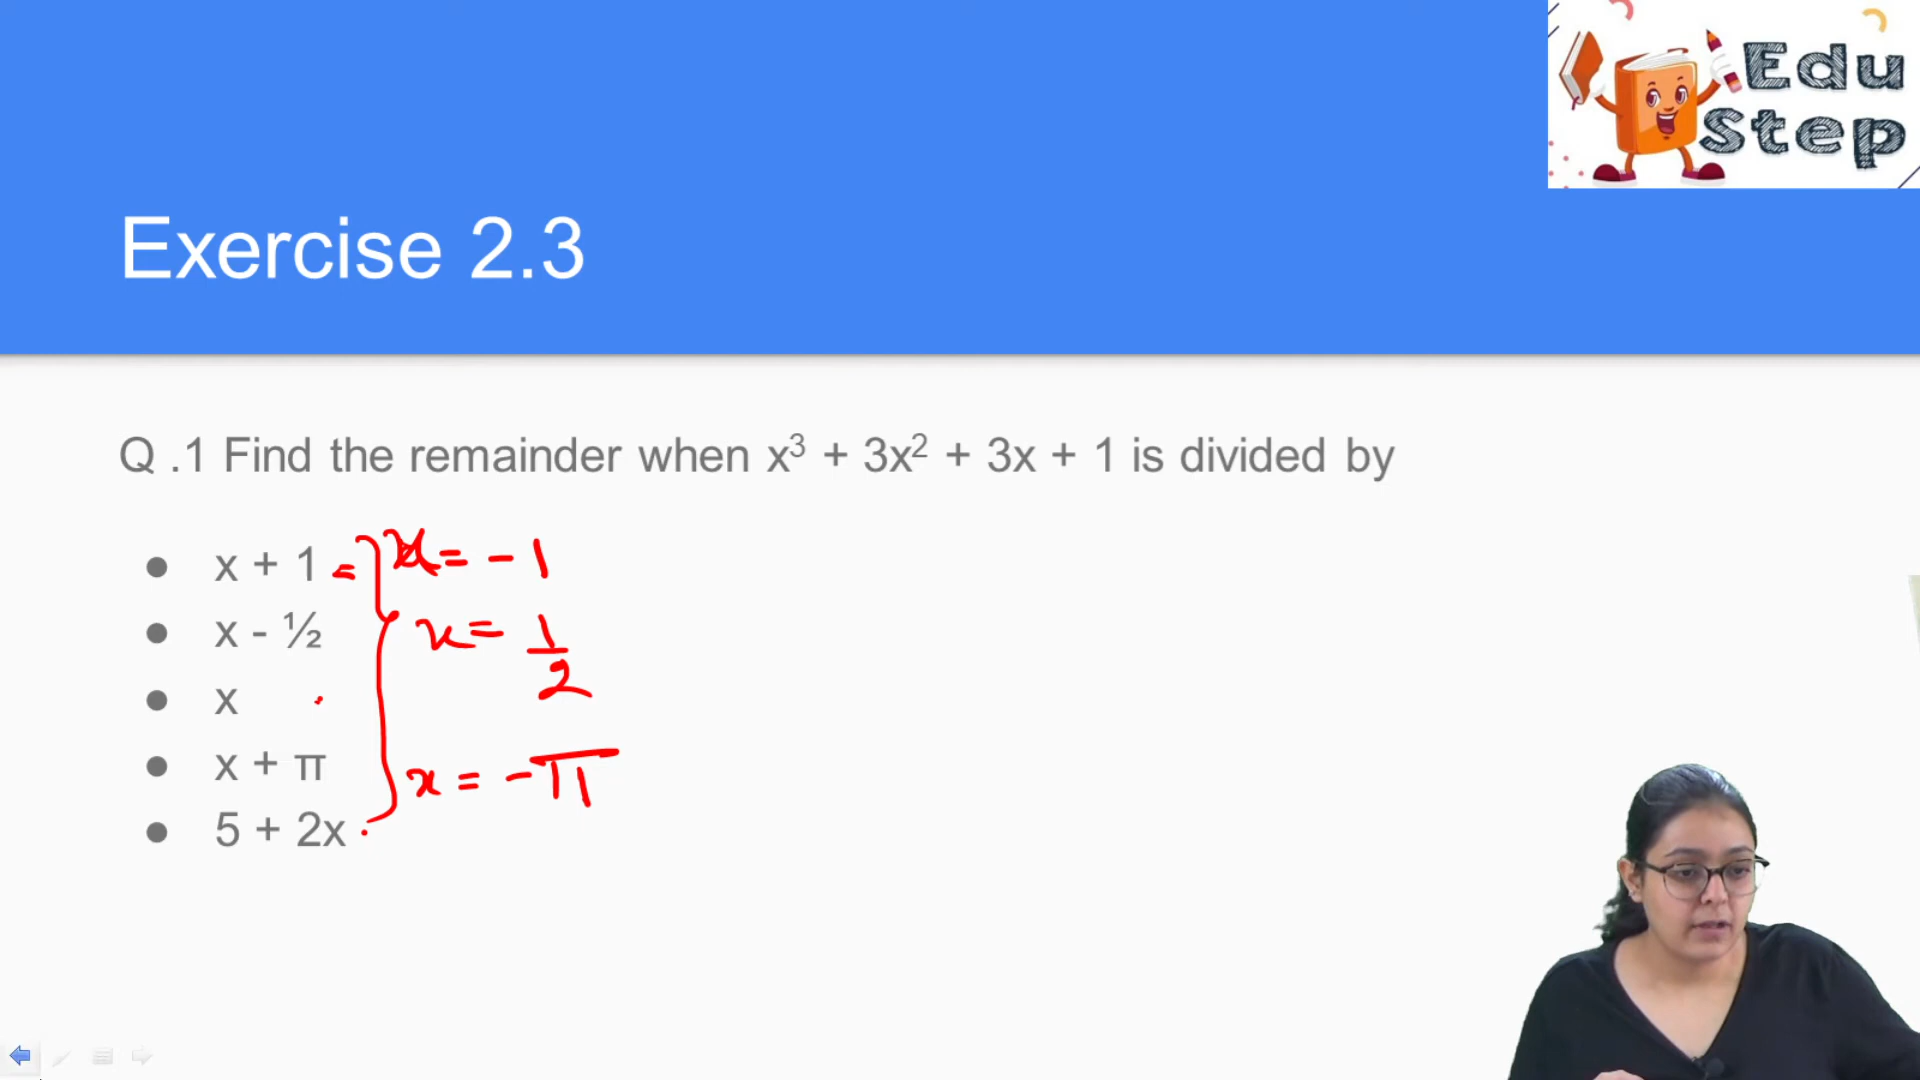 Edu
Step
Exercise 2.3
Q .1 Find the remainder when x³ + 3x² + 3x + 1 is divided by
● x + 1 = x = - 1
● x - ½ x = 1/2
● x
● x + π x = - π
● 5 + 2x